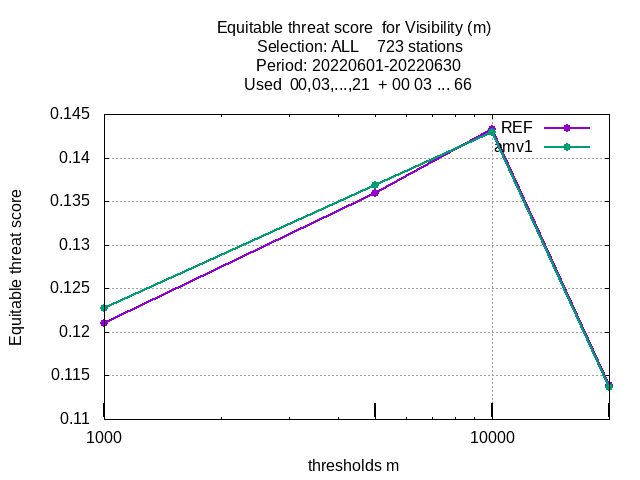 Equitable threat score  for Visibility (m)
Selection: ALL    723 stations
Period: 20220601-20220630
Used  00,03,...,21  + 00 03 ... 66
REF
amv1
0.145
0.14
0.135
0.13
0.125
0.12
0.115
0.11
Equitable threat score
1000
10000
thresholds m